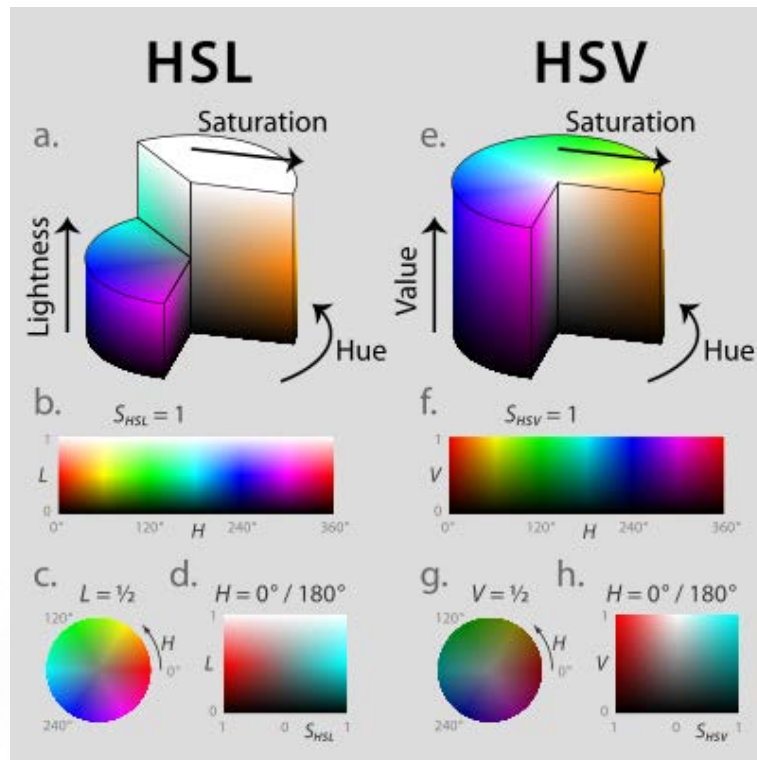 HSL
a.
Saturation
Lightness
Hue
b.
S_HSL = 1
1
L
0
0° 120° H 240° 360°
c.
L = ½
120°
H
0°
240°
d.
H = 0° / 180°
1
L
0
1 0 S_HSL 1
HSV
e.
Saturation
Value
Hue
f.
S_HSV = 1
1
V
0
0° 120° H 240° 360°
g.
V = ½
120°
H
0°
240°
h.
H = 0° / 180°
1
V
0
1 0 S_HSV 1